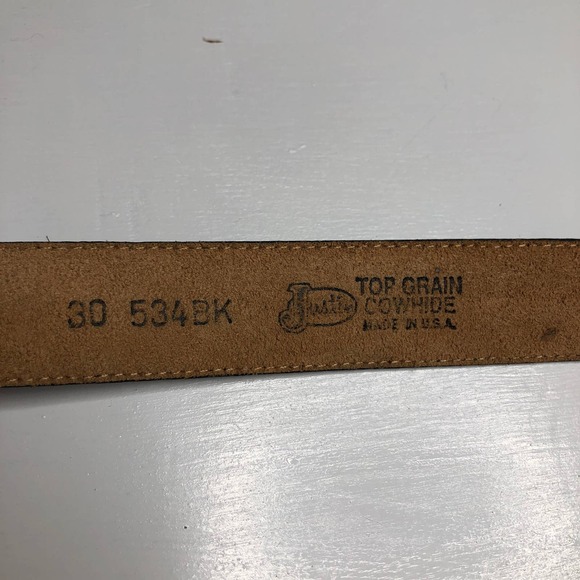 30 534BK
Justin
TOP GRAIN
COWHIDE
MADE IN U.S.A.